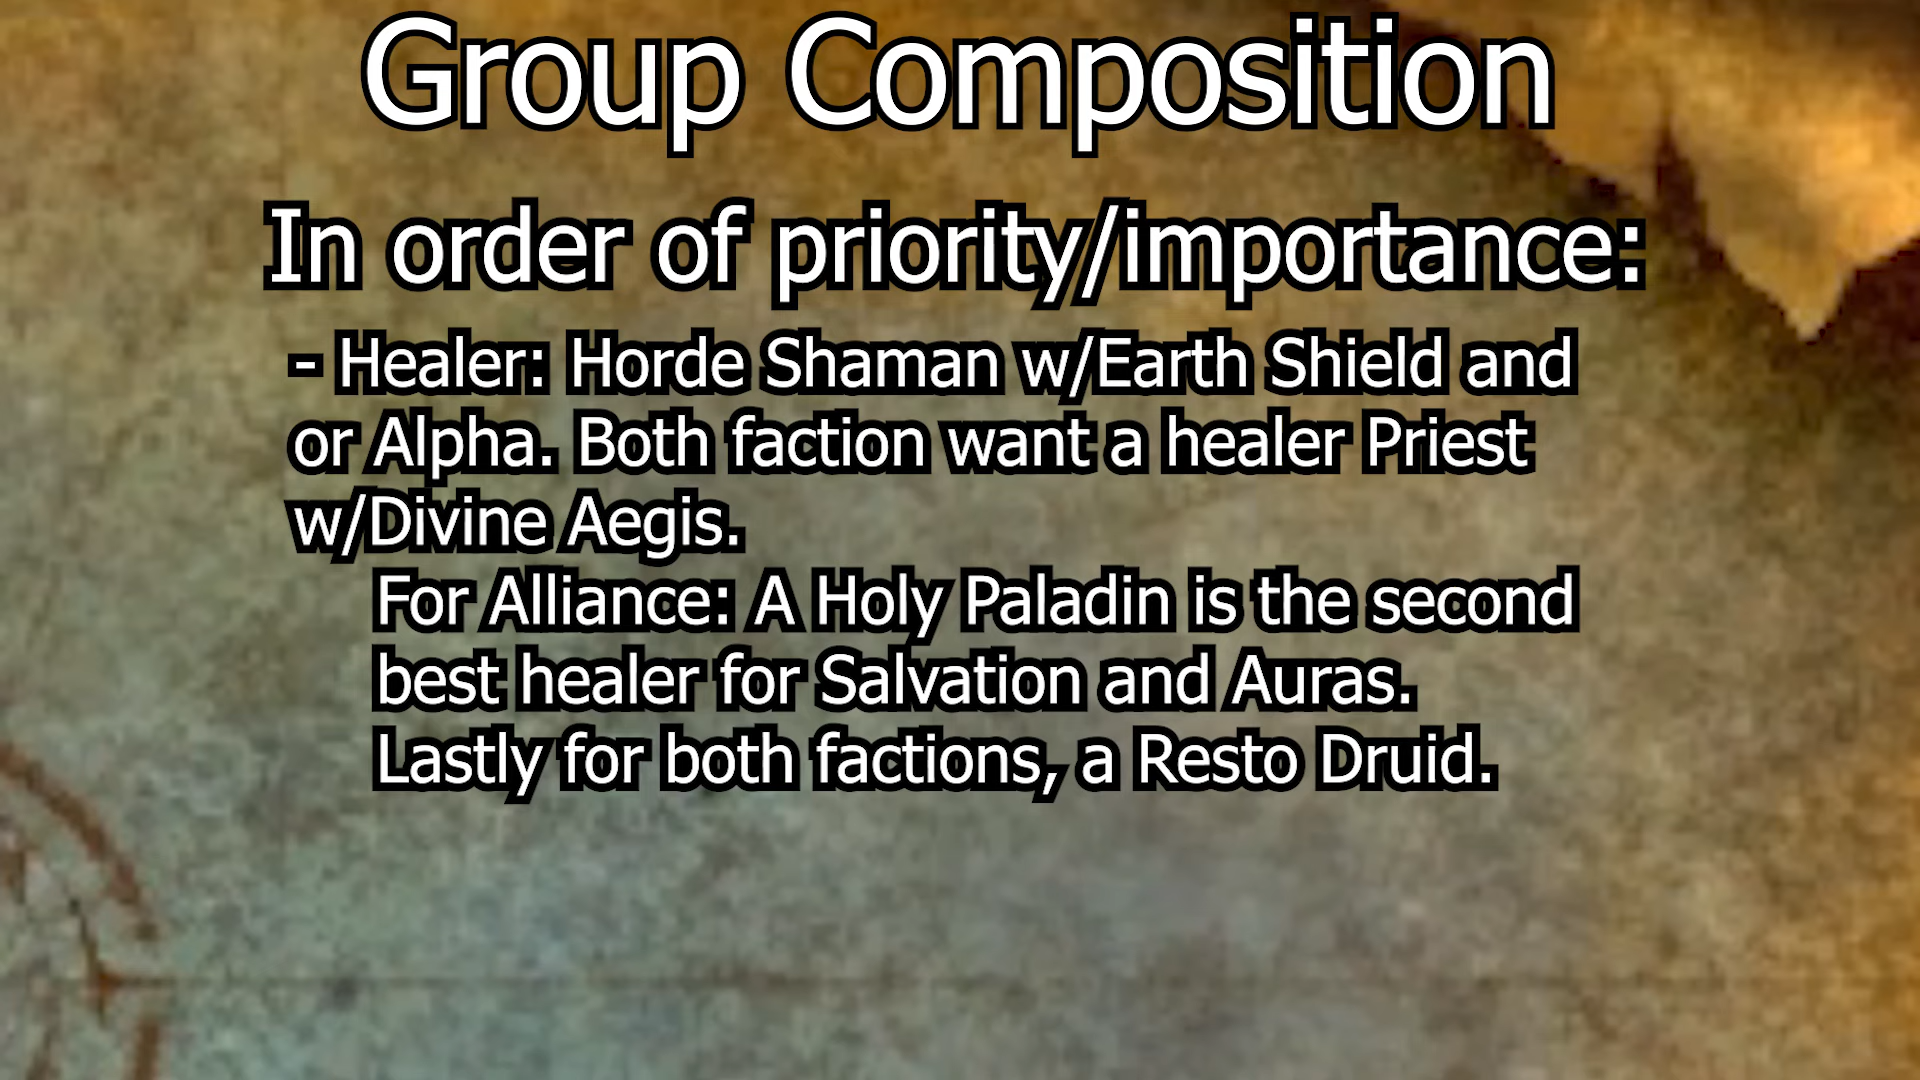 Group Composition
In order of priority/importance:
- Healer: Horde Shaman w/Earth Shield and
or Alpha. Both faction want a healer Priest
w/Divine Aegis.
For Alliance: A Holy Paladin is the second
best healer for Salvation and Auras.
Lastly for both factions, a Resto Druid.